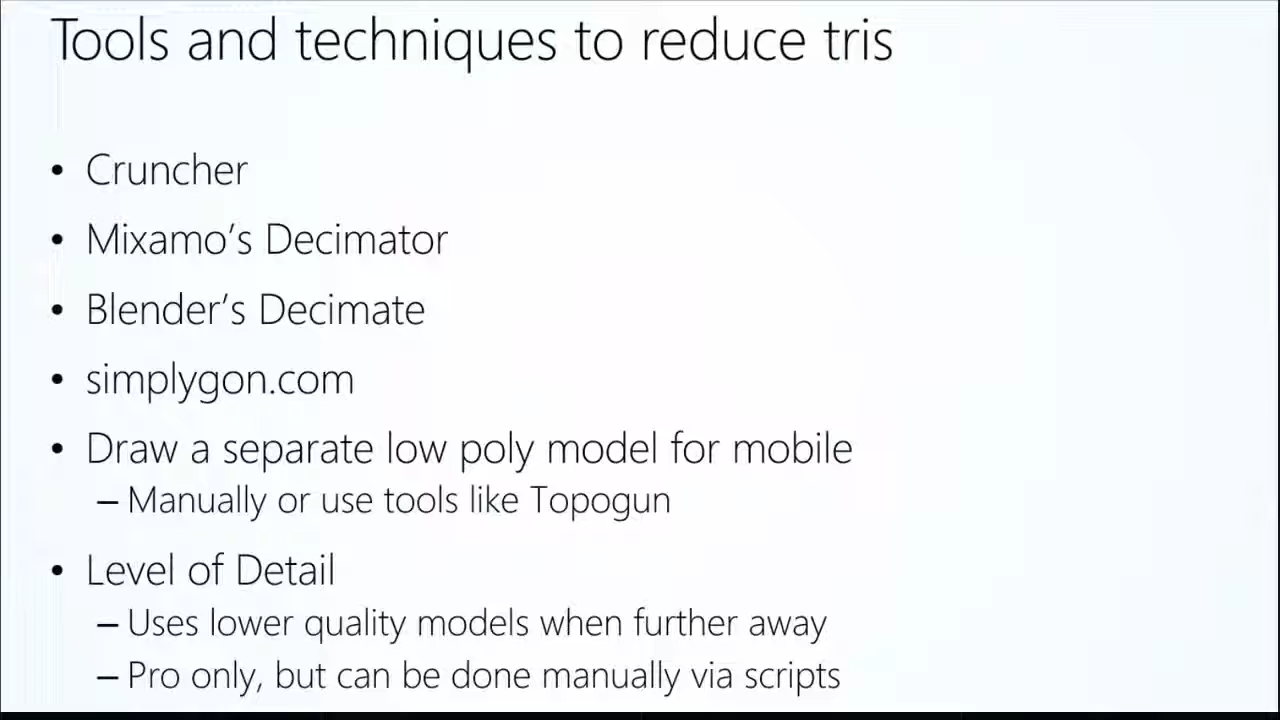 Tools and techniques to reduce tris
• Cruncher
• Mixamo’s Decimator
• Blender’s Decimate
• simplygon.com
• Draw a separate low poly model for mobile
– Manually or use tools like Topogun
• Level of Detail
– Uses lower quality models when further away
– Pro only, but can be done manually via scripts